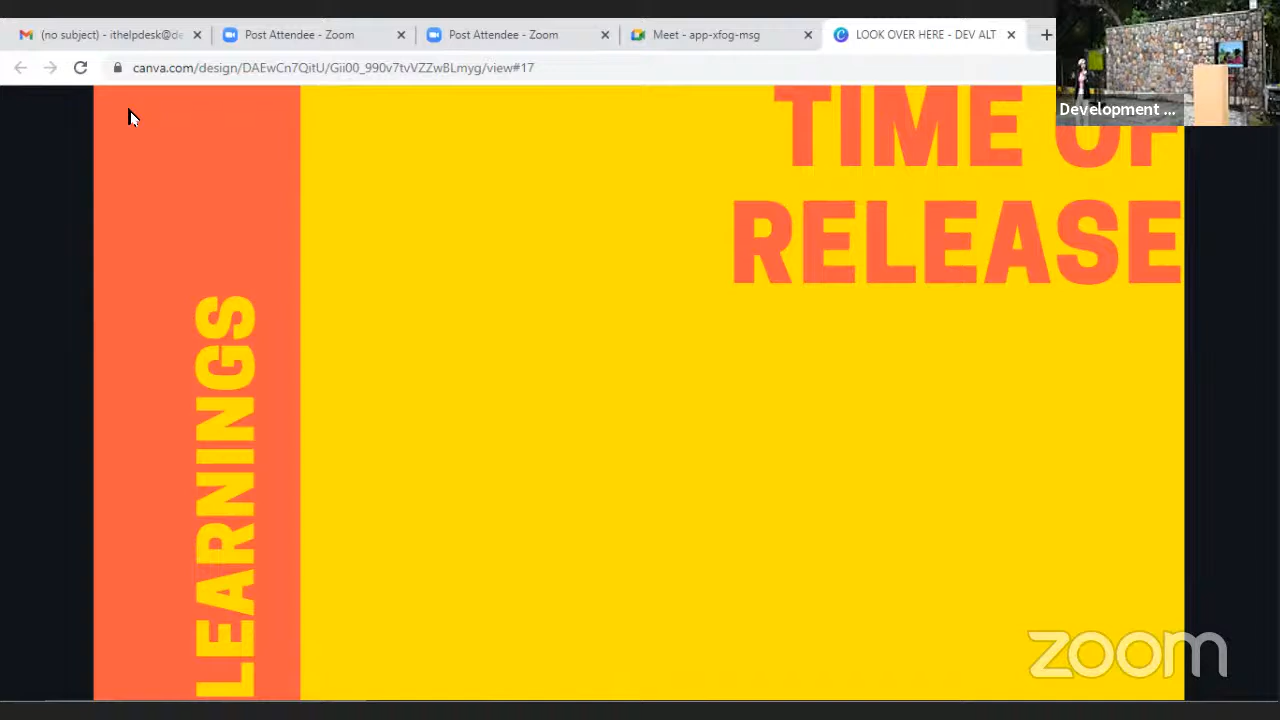 (no subject) - ithelpdesk@de
Post Attendee - Zoom
Post Attendee - Zoom
Meet - app-xfog-msg
LOOK OVER HERE - DEV ALT
canva.com/design/DAEwCn7QitU/Gii00_990v7tvVZZwBLmyg/view#17
Development ...
TIME OF
RELEASE
LEARNINGS
zoom